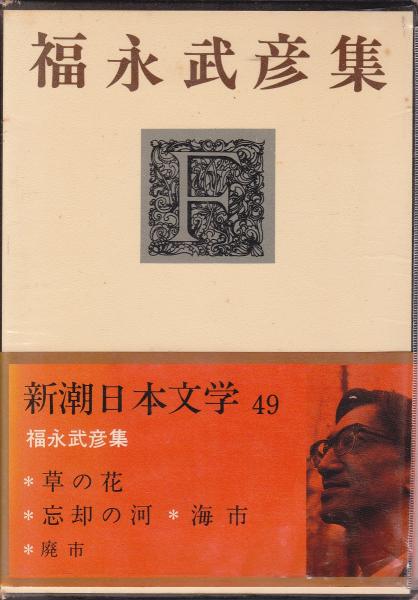 福永武彦集
F
新潮日本文学 49
福永武彦集
*草の花
*忘却の河 *海市
*廃市